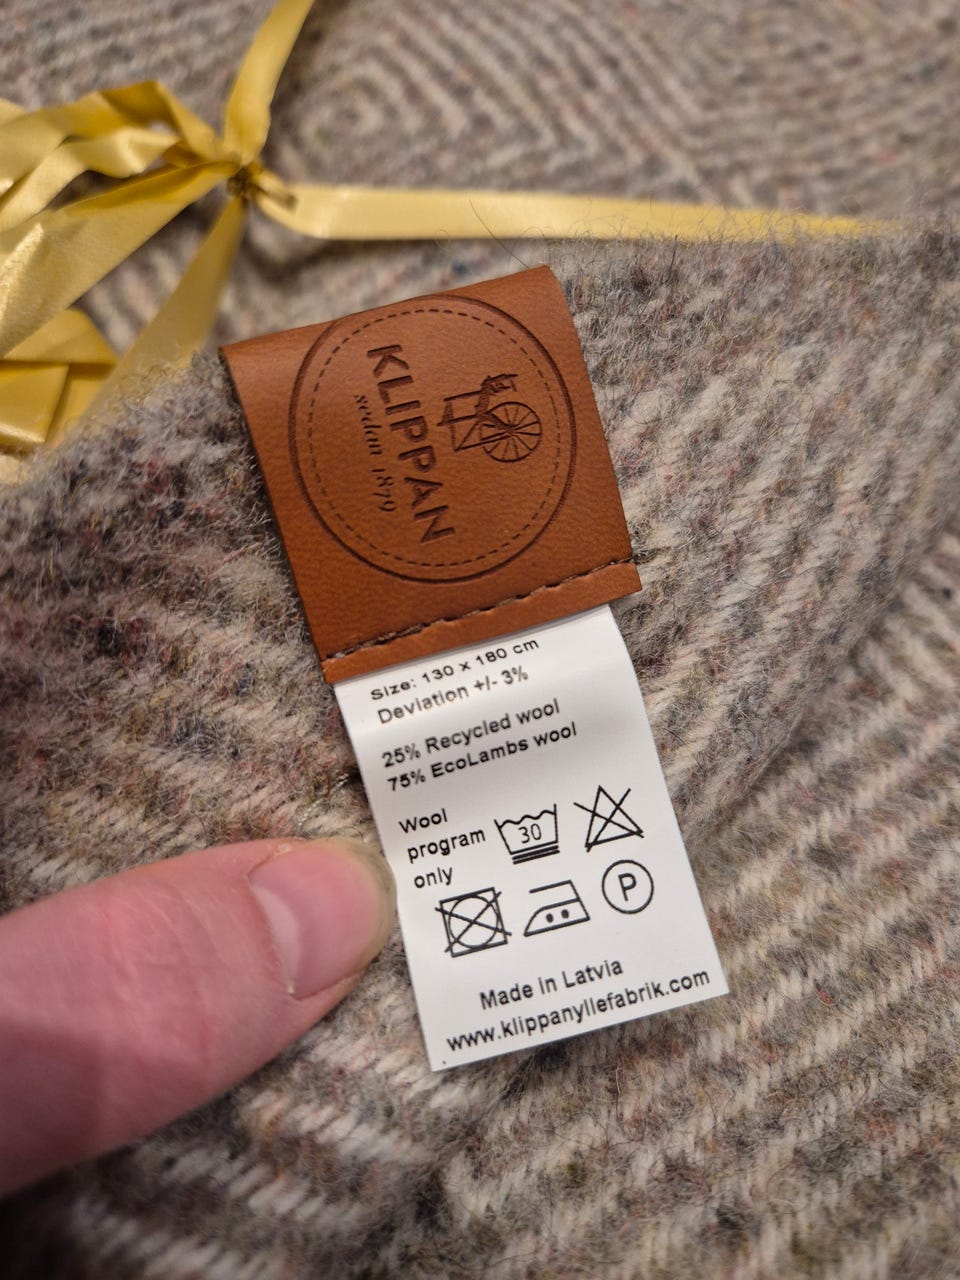 KLIPPAN
sedan 1879
Size: 130 x 180 cm
Deviation +/- 3%
25% Recycled wool
75% EcoLambs wool
Wool
program
only
30
P
Made in Latvia
www.klippanyllefabrik.com